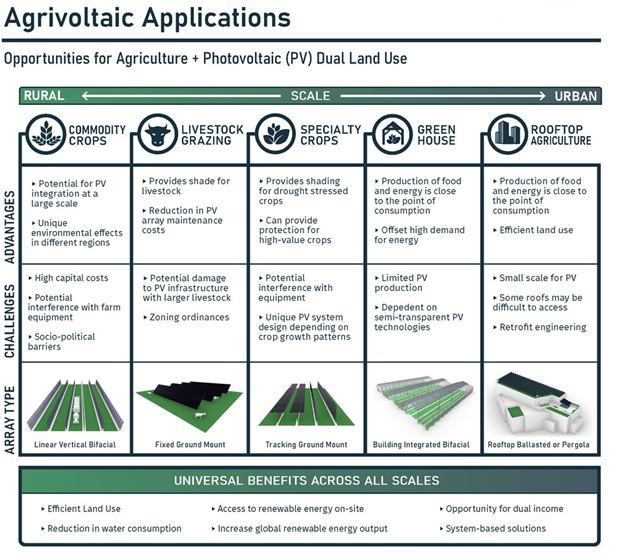 Agrivoltaic Applications
Opportunities for Agriculture + Photovoltaic (PV) Dual Land Use
RURAL
SCALE
URBAN
COMMODITY
CROPS
LIVESTOCK
GRAZING
SPECIALTY
CROPS
GREEN
HOUSE
ROOFTOP
AGRICULTURE
ADVANTAGES
▸ Potential for PV
integration at a
large scale
▸ Unique
environmental effects
in different regions
▸ Provides shade for
livestock
▸ Reduction in PV
array maintenance
costs
▸ Provides shading
for drought stressed
crops
▸ Can provide
protection for
high-value crops
▸ Production of food
and energy is close
to the point of
consumption
▸ Offset high demand
for energy
▸ Production of food
and energy is close to
the point of
consumption
▸ Efficient land use
CHALLENGES
▸ High capital costs
▸ Potential
interference with farm
equipment
▸ Socio-political
barriers
▸ Potential damage
to PV infrastructure
with larger livestock
▸ Zoning ordinances
▸ Potential
interference with
equipment
▸ Unique PV system
design depending on
crop growth patterns
▸ Limited PV
production
▸ Depedent on
semi-transparent PV
technologies
▸ Small scale for PV
▸ Some roofs may be
difficult to access
▸ Retrofit engineering
ARRAY TYPE
Linear Vertical Bifacial
Fixed Ground Mount
Tracking Ground Mount
Building Integrated Bifacial
Rooftop Ballasted or Pergola
UNIVERSAL BENEFITS ACROSS ALL SCALES
▸ Efficient Land Use
▸ Access to renewable energy on-site
▸ Opportunity for dual income
▸ Reduction in water consumption
▸ Increase global renewable energy output
▸ System-based solutions